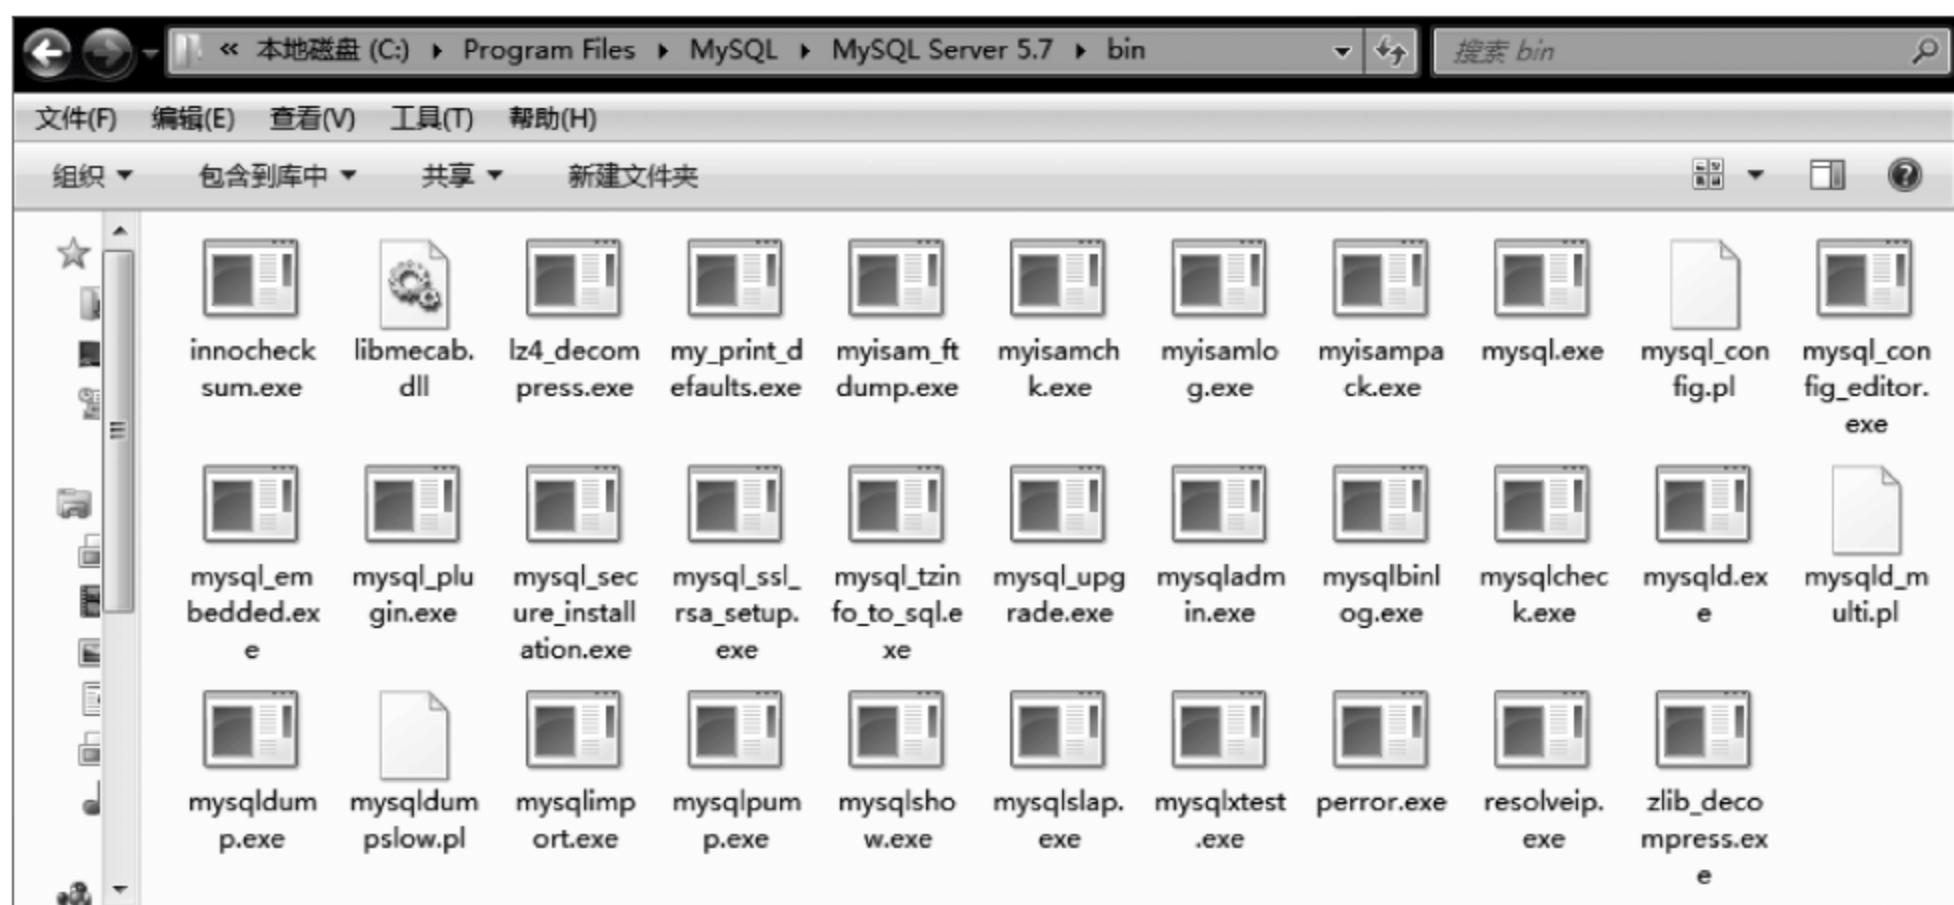 « 本地磁盘 (C:) ▸ Program Files ▸ MySQL ▸ MySQL Server 5.7 ▸ bin 搜索 bin
文件(F) 编辑(E) 查看(V) 工具(T) 帮助(H)
组织 包含到库中 共享 新建文件夹
innocheck libmecab. lz4_decom my_print_d myisam_ft myisamch myisamlo myisampa mysql.exe mysql_con mysql_con
sum.exe dll press.exe efaults.exe dump.exe k.exe g.exe ck.exe fig.pl fig_editor.
exe
mysql_em mysql_plu mysql_sec mysql_ssl_ mysql_tzin mysql_upg mysqladm mysqlbinl mysqlchec mysqld.ex mysqld_m
bedded.ex gin.exe ure_install rsa_setup. fo_to_sql.e rade.exe in.exe og.exe k.exe e ulti.pl
e ation.exe exe xe
mysqldum mysqldum mysqlimp mysqlpum mysqlsho mysqlslap. mysqlxtest perror.exe resolveip. zlib_deco
p.exe pslow.pl ort.exe p.exe w.exe exe .exe exe mpress.ex
e